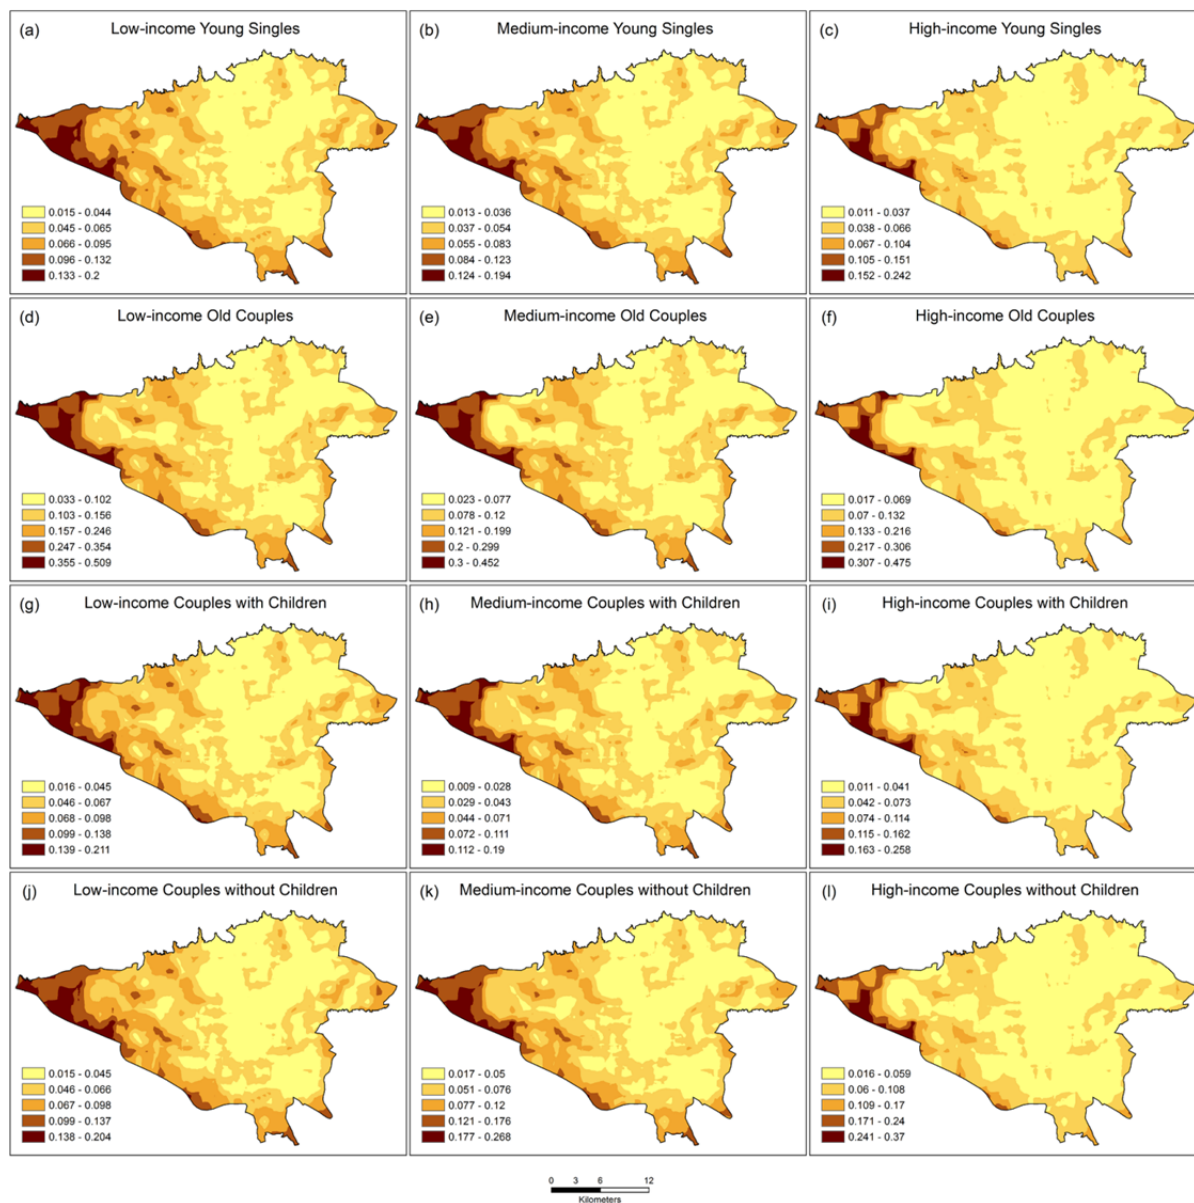 (a) Low-income Young Singles
0.015 - 0.044
0.045 - 0.065
0.066 - 0.095
0.096 - 0.132
0.133 - 0.2
(b) Medium-income Young Singles
0.013 - 0.036
0.037 - 0.054
0.055 - 0.083
0.084 - 0.123
0.124 - 0.194
(c) High-income Young Singles
0.011 - 0.037
0.038 - 0.066
0.067 - 0.104
0.105 - 0.151
0.152 - 0.242
(d) Low-income Old Couples
0.033 - 0.102
0.103 - 0.156
0.157 - 0.246
0.247 - 0.354
0.355 - 0.509
(e) Medium-income Old Couples
0.023 - 0.077
0.078 - 0.12
0.121 - 0.199
0.2 - 0.299
0.3 - 0.452
(f) High-income Old Couples
0.017 - 0.069
0.07 - 0.132
0.133 - 0.216
0.217 - 0.306
0.307 - 0.475
(g) Low-income Couples with Children
0.016 - 0.045
0.046 - 0.067
0.068 - 0.098
0.099 - 0.138
0.139 - 0.211
(h) Medium-income Couples with Children
0.009 - 0.028
0.029 - 0.043
0.044 - 0.071
0.072 - 0.111
0.112 - 0.19
(i) High-income Couples with Children
0.011 - 0.041
0.042 - 0.073
0.074 - 0.114
0.115 - 0.162
0.163 - 0.258
(j) Low-income Couples without Children
0.015 - 0.045
0.046 - 0.066
0.067 - 0.098
0.099 - 0.137
0.138 - 0.204
(k) Medium-income Couples without Children
0.017 - 0.05
0.051 - 0.076
0.077 - 0.12
0.121 - 0.176
0.177 - 0.268
(l) High-income Couples without Children
0.016 - 0.059
0.06 - 0.108
0.109 - 0.17
0.171 - 0.24
0.241 - 0.37
0 3 6 12
Kilometers